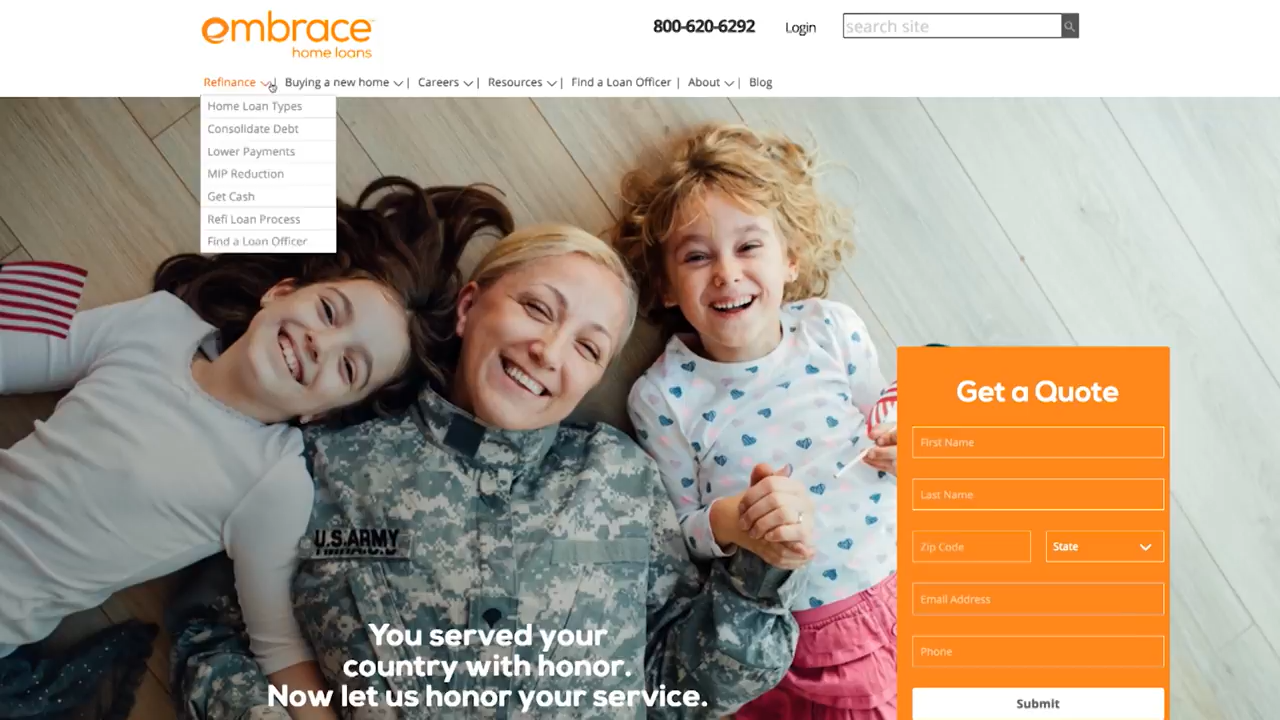 embrace
home loans
800-620-6292
Login
search site
Refinance | Buying a new home | Careers | Resources | Find a Loan Officer | About | Blog
Home Loan Types
Consolidate Debt
Lower Payments
MIP Reduction
Get Cash
Refi Loan Process
Find a Loan Officer
U.S.ARMY
You served your
country with honor.
Now let us honor your service.
Get a Quote
First Name
Last Name
Zip Code
State
Email Address
Phone
Submit